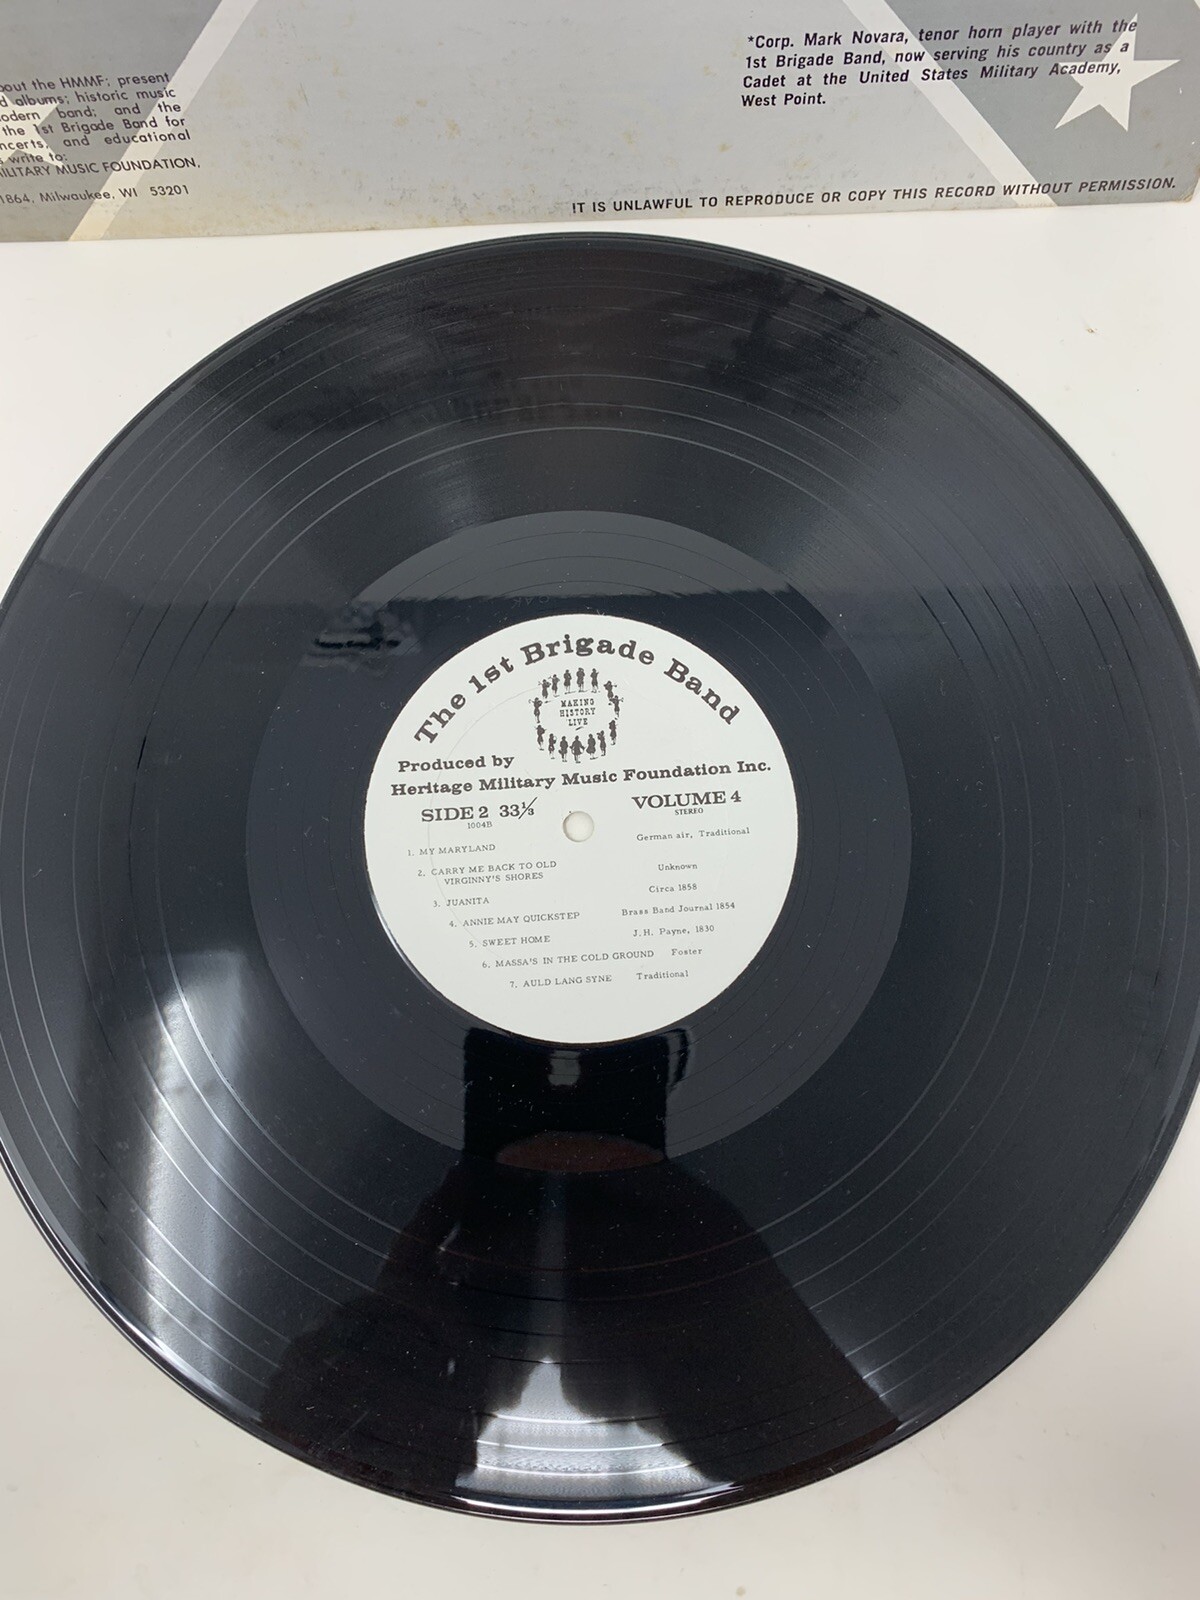 *Corp. Mark Novara, tenor horn player with the
1st Brigade Band, now serving his country as a
Cadet at the United States Military Academy,
West Point.
about the HMMF; present
albums; historic music
modern band; and the
the 1st Brigade Band for
concerts, and educational
write to:
MILITARY MUSIC FOUNDATION,
1864, Milwaukee, WI 53201
IT IS UNLAWFUL TO REPRODUCE OR COPY THIS RECORD WITHOUT PERMISSION.
The 1st Brigade Band
MAKING
HISTORY
LIVE
Produced by
Heritage Military Music Foundation Inc.
SIDE 2 33⅓ VOLUME 4
1004B STEREO
1. MY MARYLAND German air, Traditional
2. CARRY ME BACK TO OLD
VIRGINNY'S SHORES Unknown
3. JUANITA Circa 1858
4. ANNIE MAY QUICKSTEP Brass Band Journal 1854
5. SWEET HOME J.H. Payne, 1830
6. MASSA'S IN THE COLD GROUND Foster
7. AULD LANG SYNE Traditional